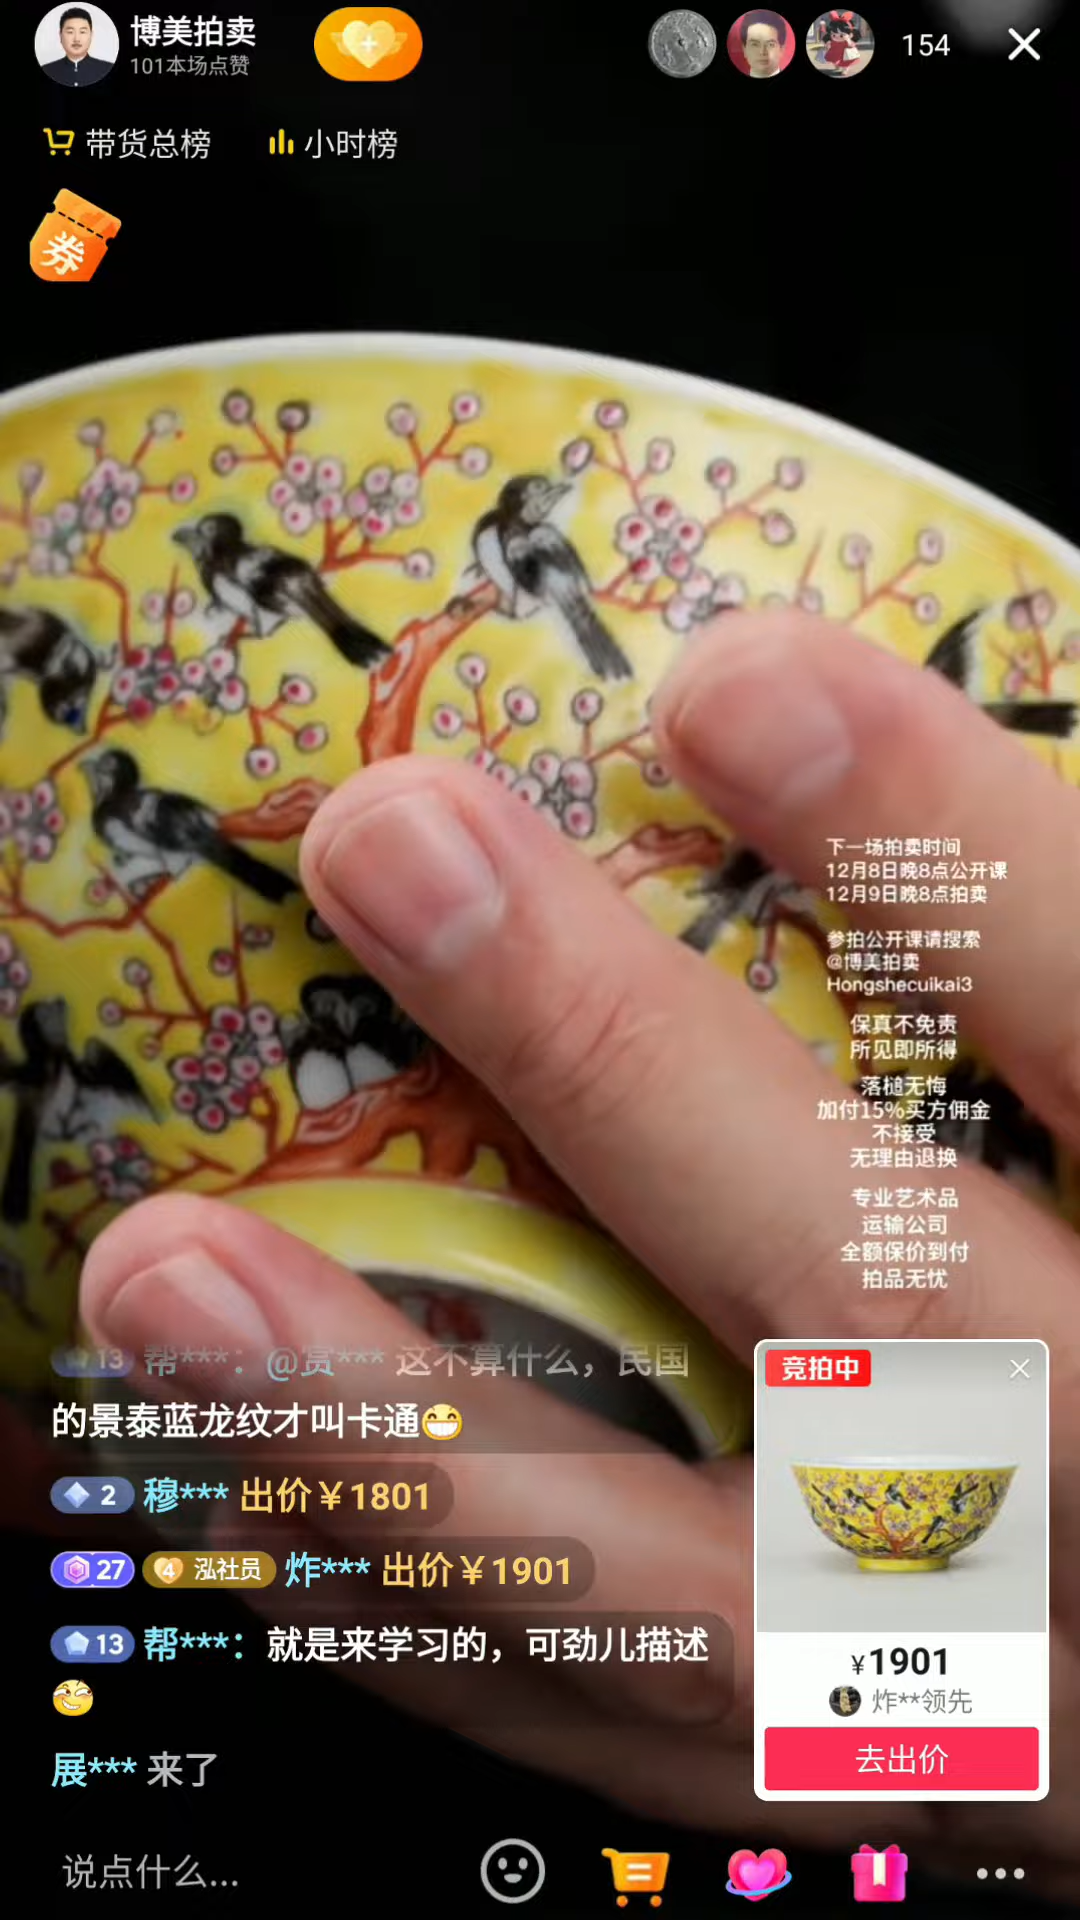 博美拍卖
101本场点赞
154
带货总榜
小时榜
券
下一场拍卖时间
12月8日晚8点公开课
12月9日晚8点拍卖
参拍公开课请搜索
@博美拍卖
Hongshecuikai3
保真不免责
所见即所得
落槌无悔
加付15%买方佣金
不接受
无理由退换
专业艺术品
运输公司
全额保价到付
拍品无忧
13 帮***：@赏*** 这不算什么，民国
的景泰蓝龙纹才叫卡通😁
2 穆*** 出价￥1801
27 4 泓社员 炸*** 出价￥1901
13 帮***：就是来学习的，可劲儿描述
展*** 来了
竞拍中
¥1901
炸**领先
去出价
说点什么...